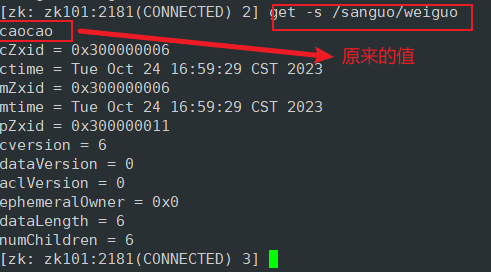 [zk: zk101:2181(CONNECTED) 2] get -s /sanguo/weiguo
caocao
cZxid = 0x300000006
原来的值
ctime = Tue Oct 24 16:59:29 CST 2023
mZxid = 0x300000006
mtime = Tue Oct 24 16:59:29 CST 2023
pZxid = 0x300000011
cversion = 6
dataVersion = 0
aclVersion = 0
ephemeralOwner = 0x0
dataLength = 6
numChildren = 6
[zk: zk101:2181(CONNECTED) 3]